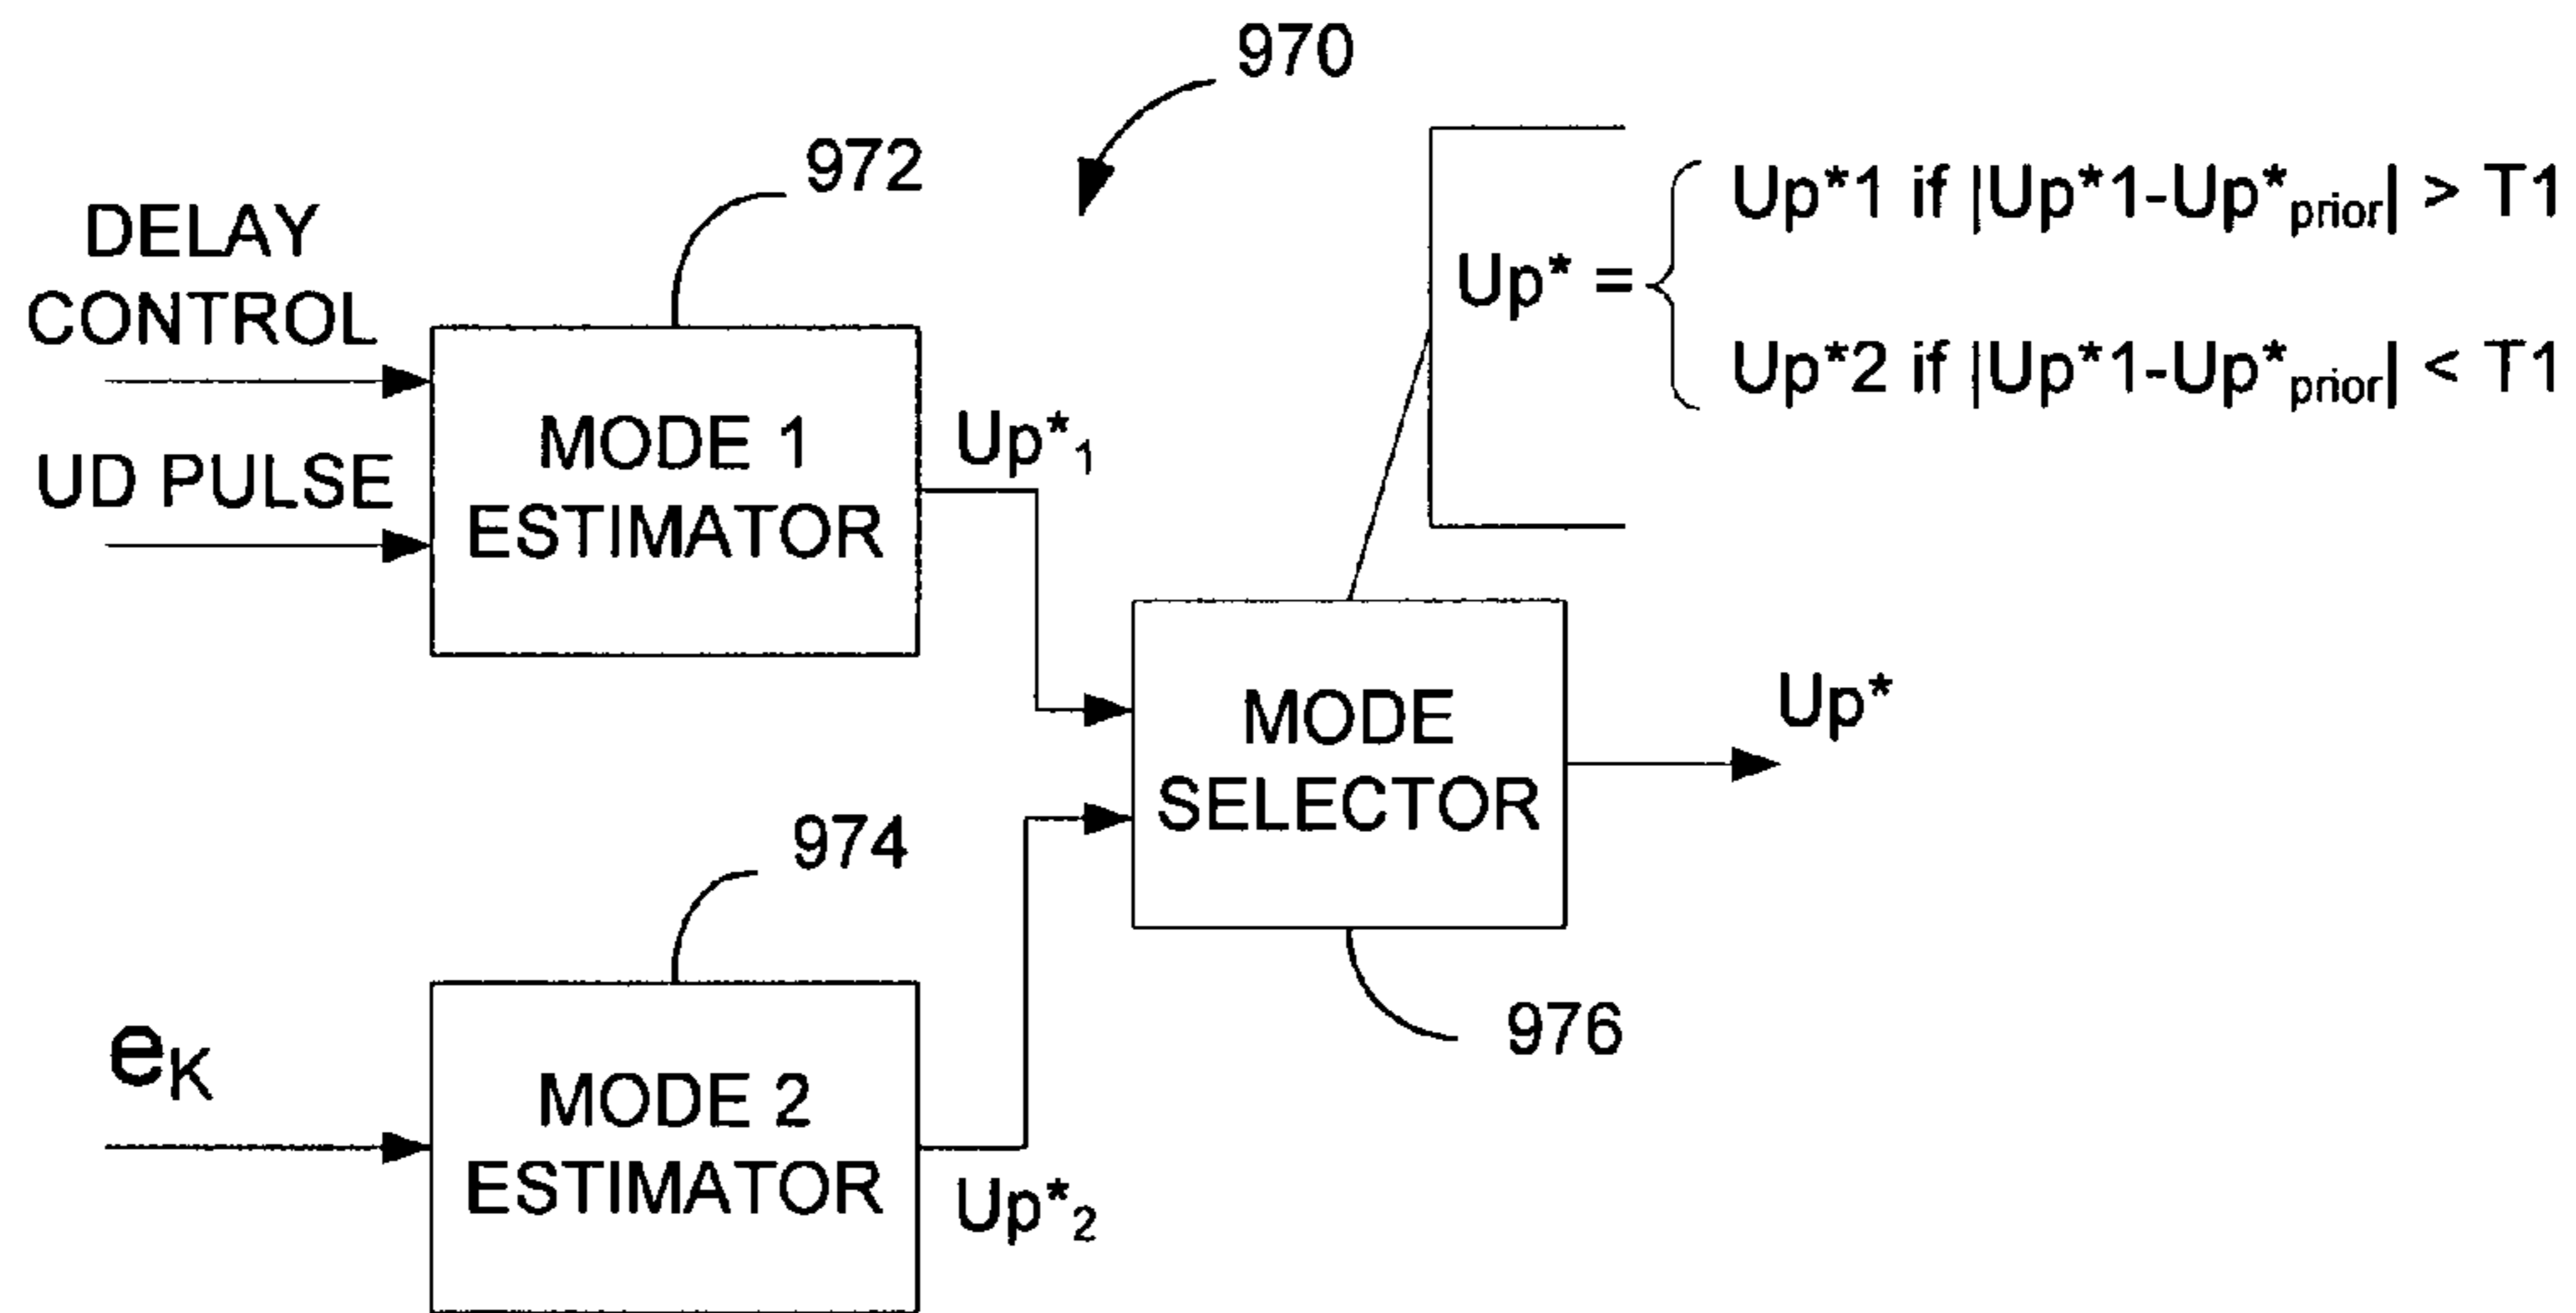 970
972
DELAY
CONTROL
UD PULSE
MODE 1
ESTIMATOR
Up*1
Up* =
Up*1 if |Up*1-Up*prior| > T1
Up*2 if |Up*1-Up*prior| < T1
MODE
SELECTOR
Up*
976
974
eK
MODE 2
ESTIMATOR
Up*2